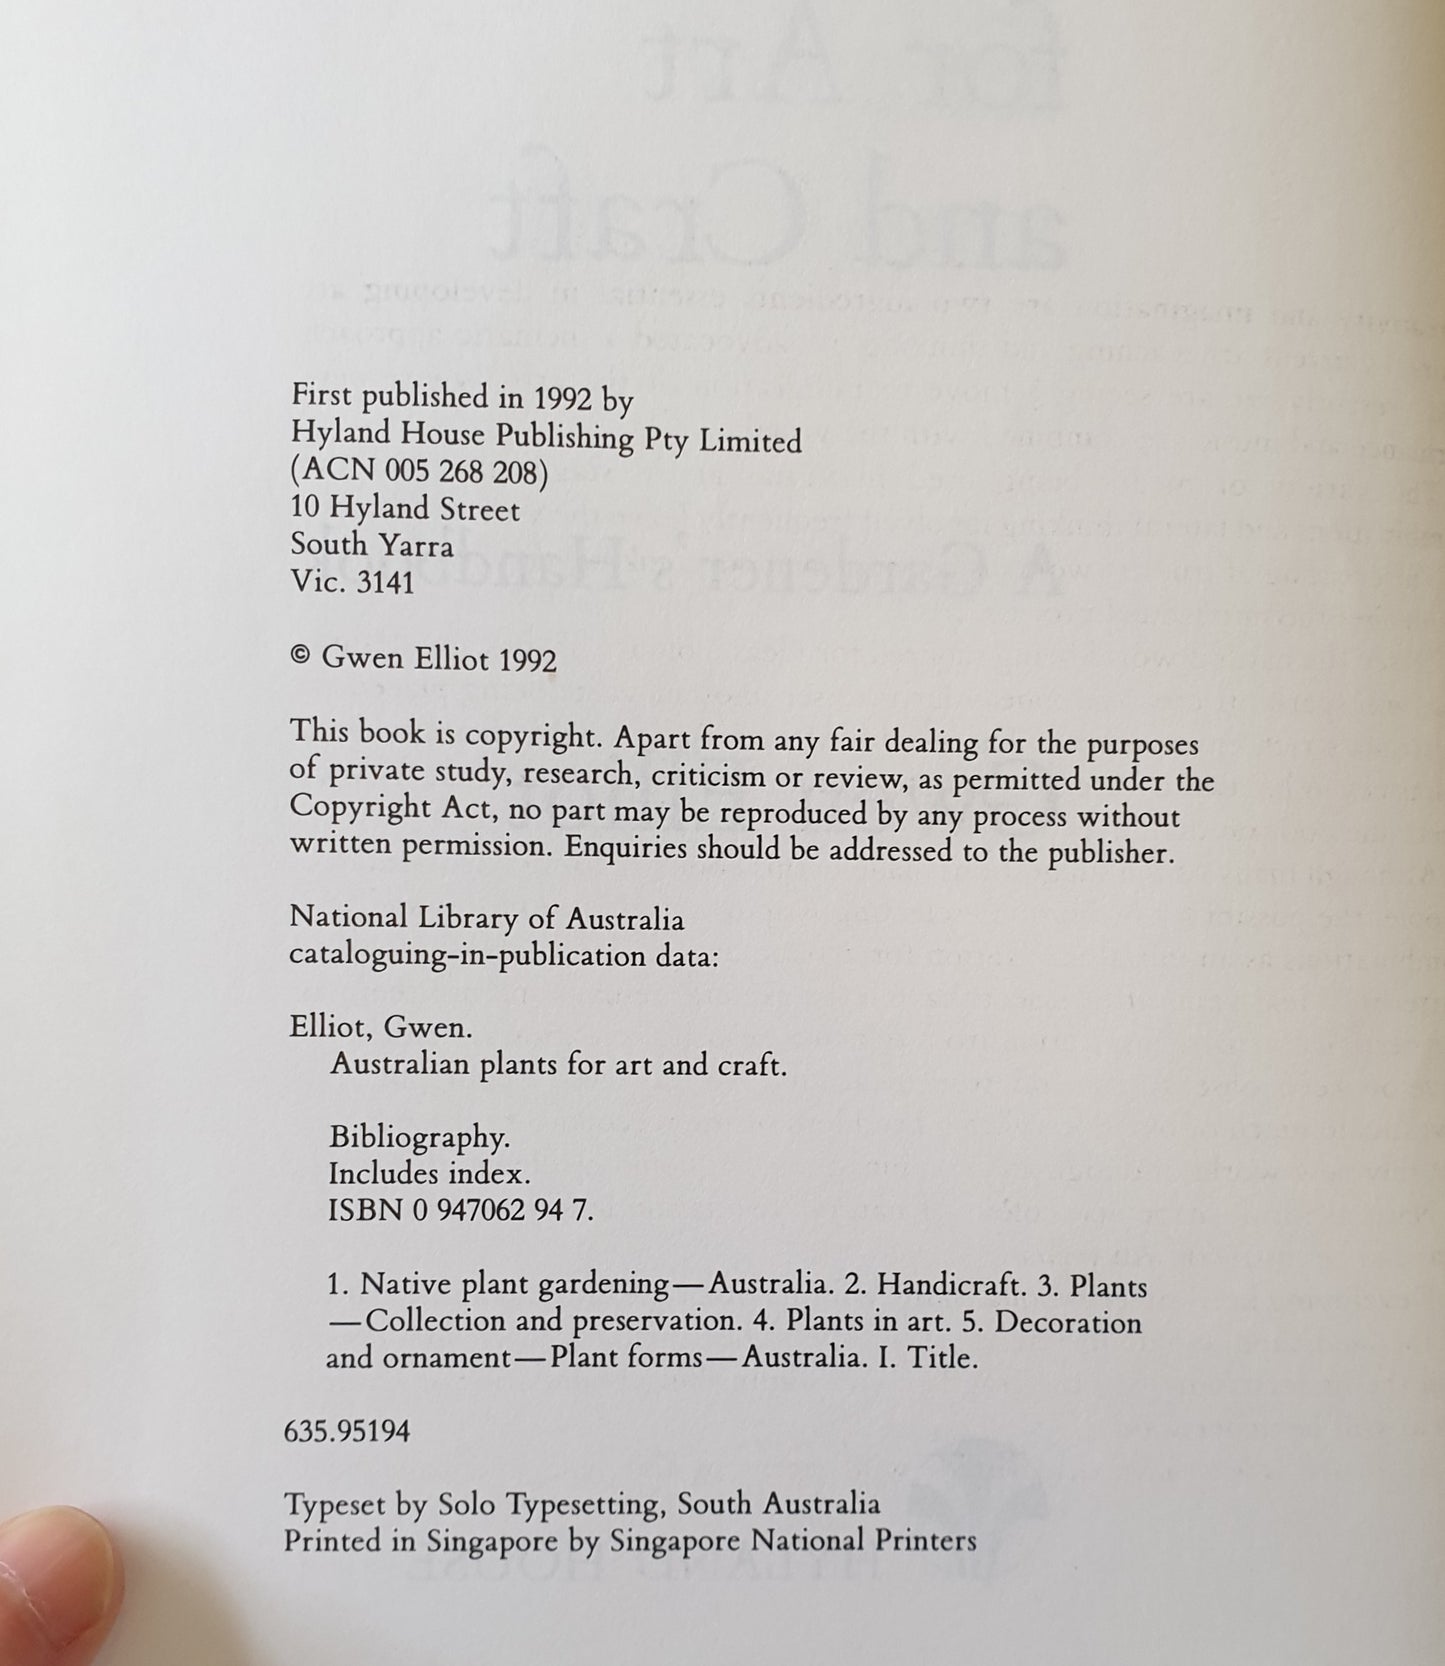 First published in 1992 by
Hyland House Publishing Pty Limited
(ACN 005 268 208)
10 Hyland Street
South Yarra
Vic. 3141
© Gwen Elliot 1992
This book is copyright. Apart from any fair dealing for the purposes
of private study, research, criticism or review, as permitted under the
Copyright Act, no part may be reproduced by any process without
written permission. Enquiries should be addressed to the publisher.
National Library of Australia
cataloguing-in-publication data:
Elliot, Gwen.
Australian plants for art and craft.
Bibliography.
Includes index.
ISBN 0 947062 94 7.
1. Native plant gardening—Australia. 2. Handicraft. 3. Plants
—Collection and preservation. 4. Plants in art. 5. Decoration
and ornament—Plant forms—Australia. I. Title.
635.95194
Typeset by Solo Typesetting, South Australia
Printed in Singapore by Singapore National Printers